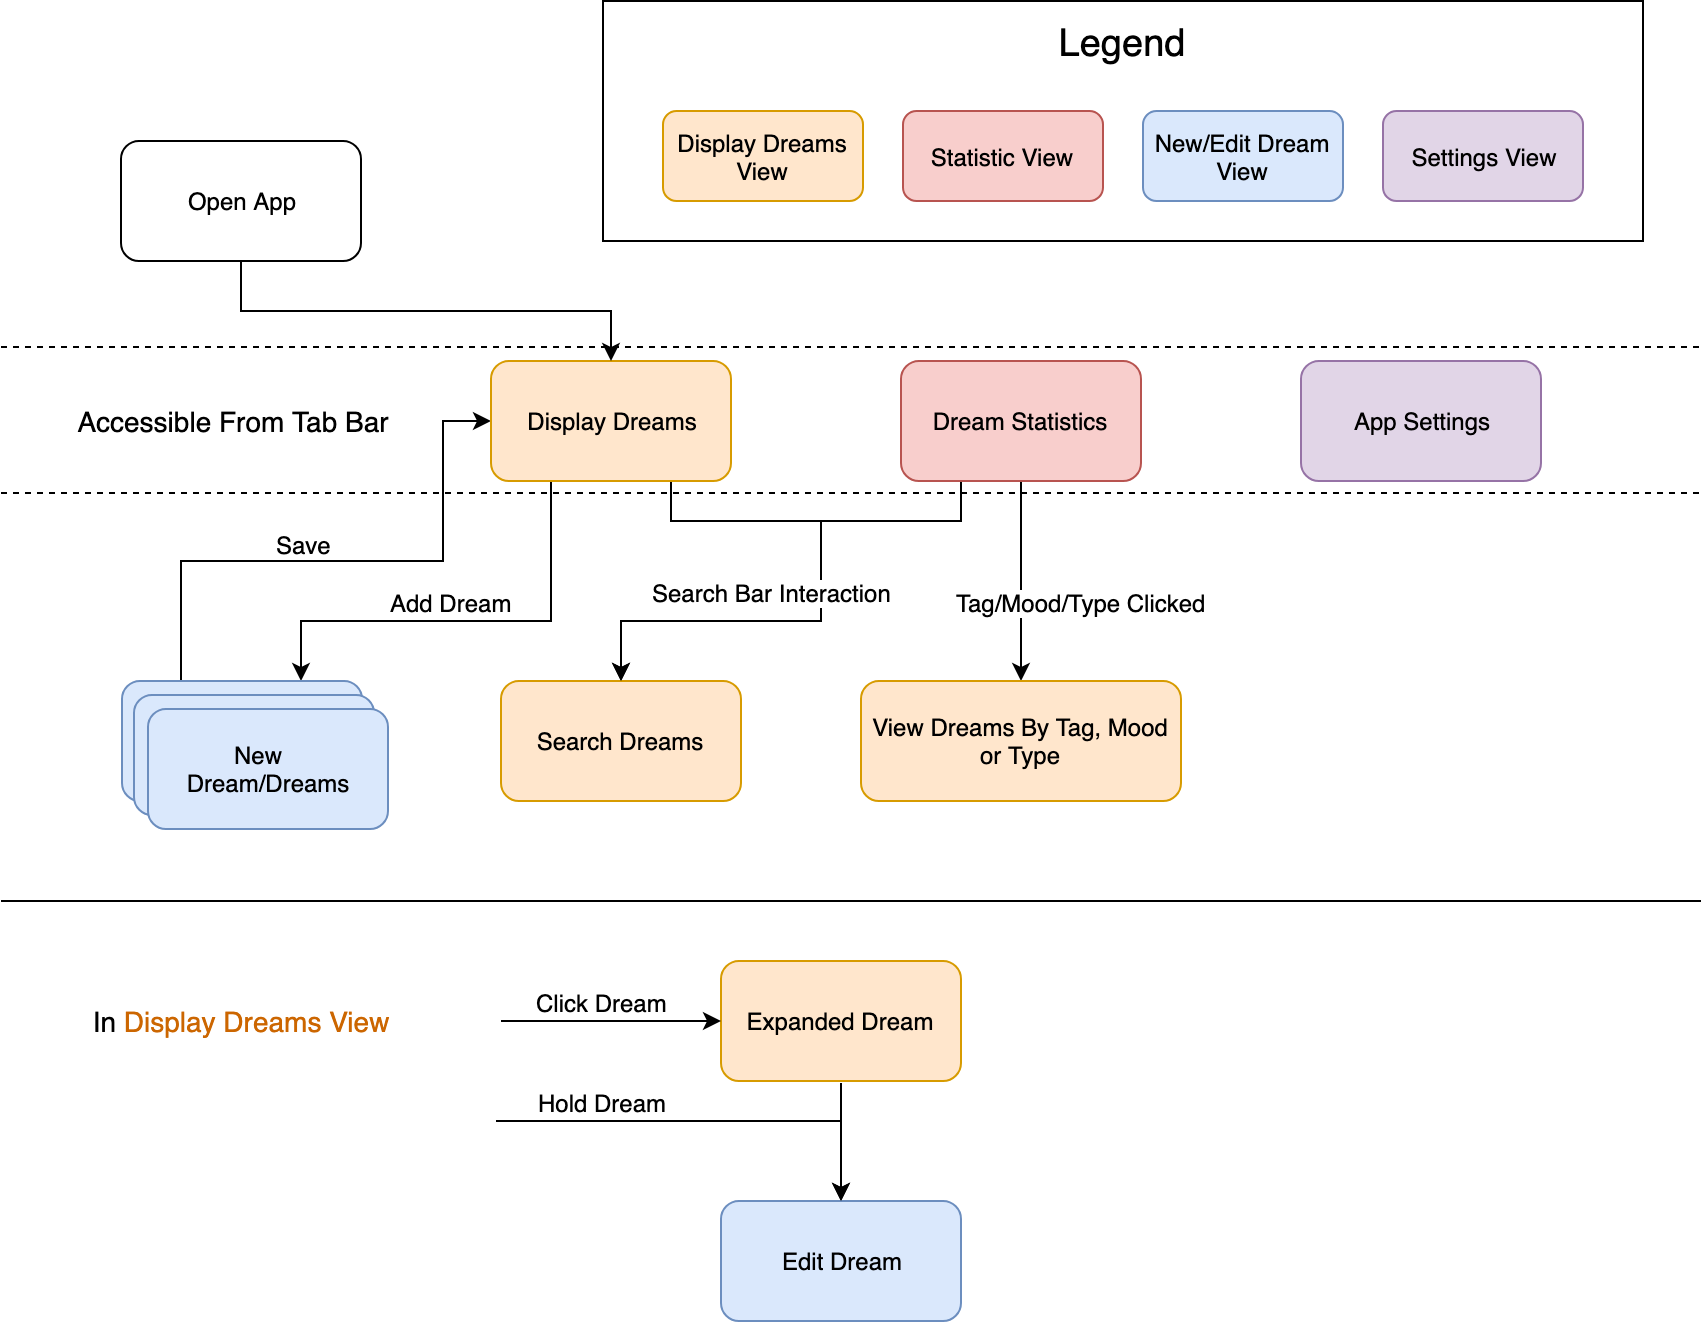 Legend
Display Dreams
View
Statistic View
New/Edit Dream
View
Settings View
Open App
Accessible From Tab Bar
Display Dreams
Dream Statistics
App Settings
Save
Add Dream
Search Bar Interaction
Tag/Mood/Type Clicked
New
Dream/Dreams
Search Dreams
View Dreams By Tag, Mood
or Type
In Display Dreams View
Click Dream
Expanded Dream
Hold Dream
Edit Dream